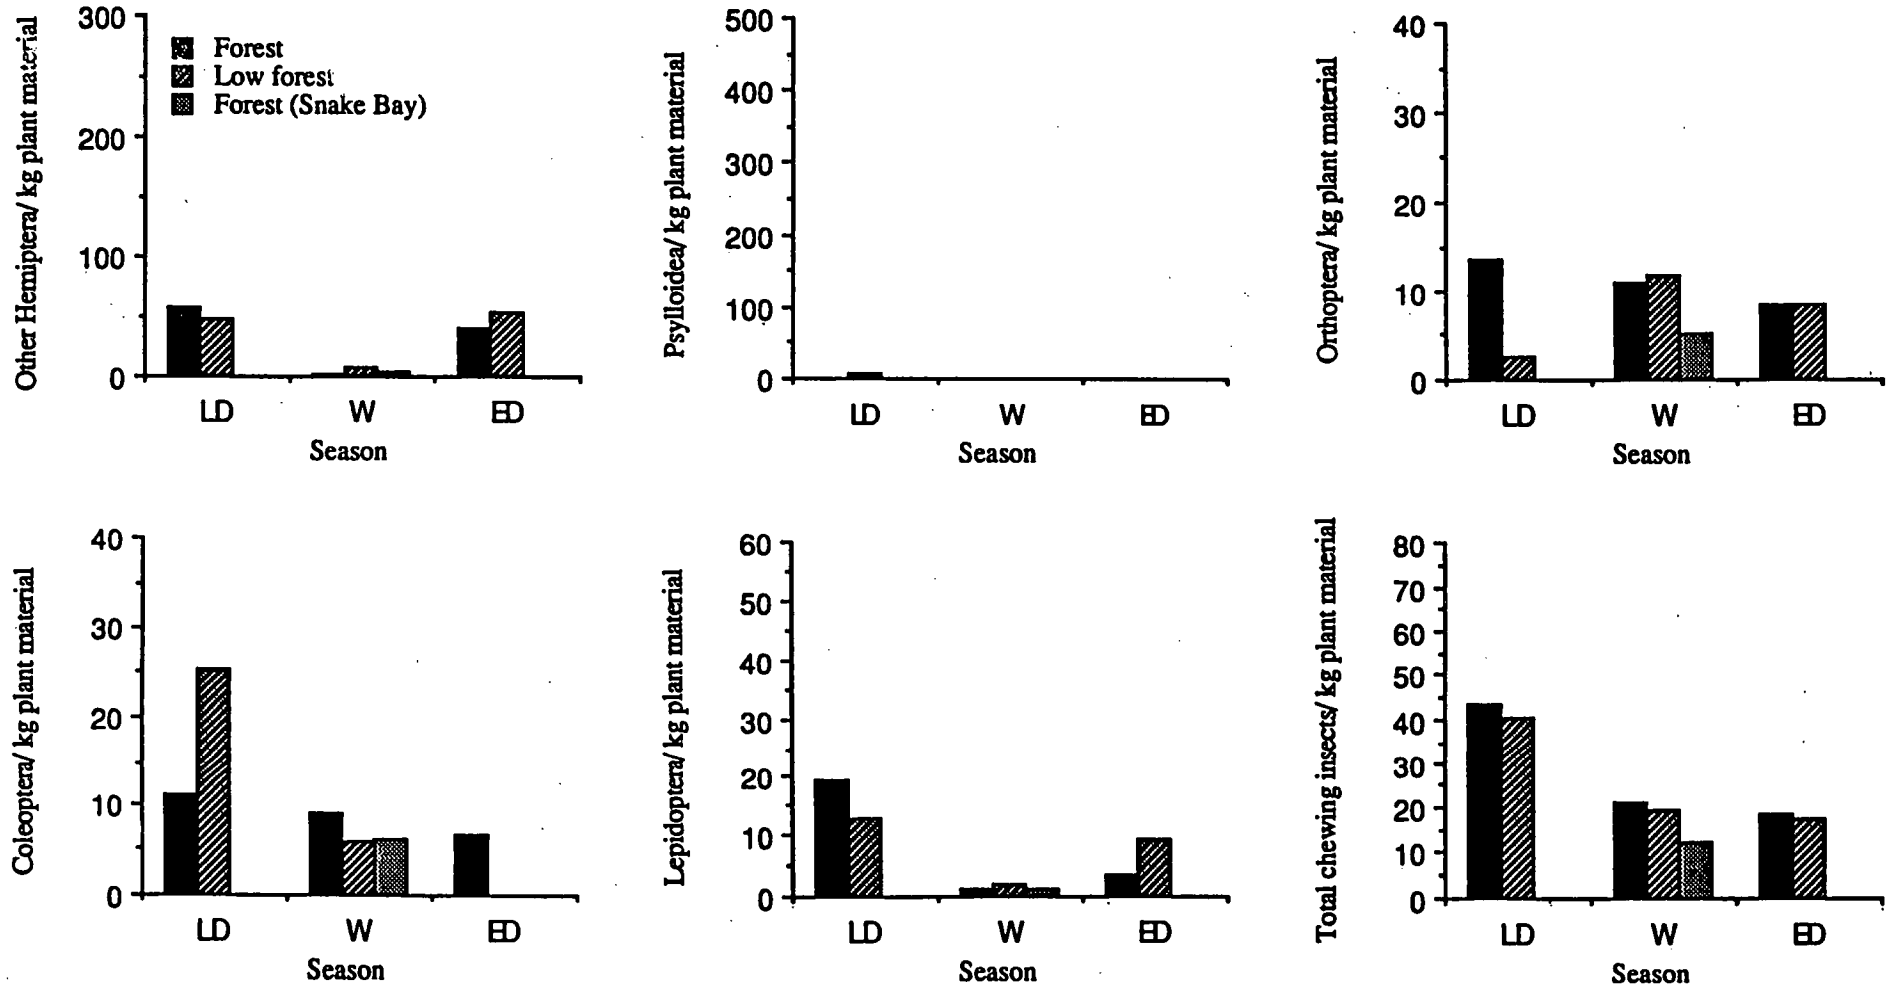 Other Hemiptera/ kg plant material
300
200
100
0
Forest
Low forest
Forest (Snake Bay)
LD W ED
Season
Psylloidea/ kg plant material
500
400
300
200
100
0
LD W ED
Season
Orthoptera/ kg plant material
40
30
20
10
0
LD W ED
Season
Coleoptera/ kg plant material
40
30
20
10
0
LD W ED
Season
Lepidoptera/ kg plant material
60
50
40
30
20
10
0
LD W ED
Season
Total chewing insects/ kg plant material
80
70
60
50
40
30
20
10
0
LD W ED
Season